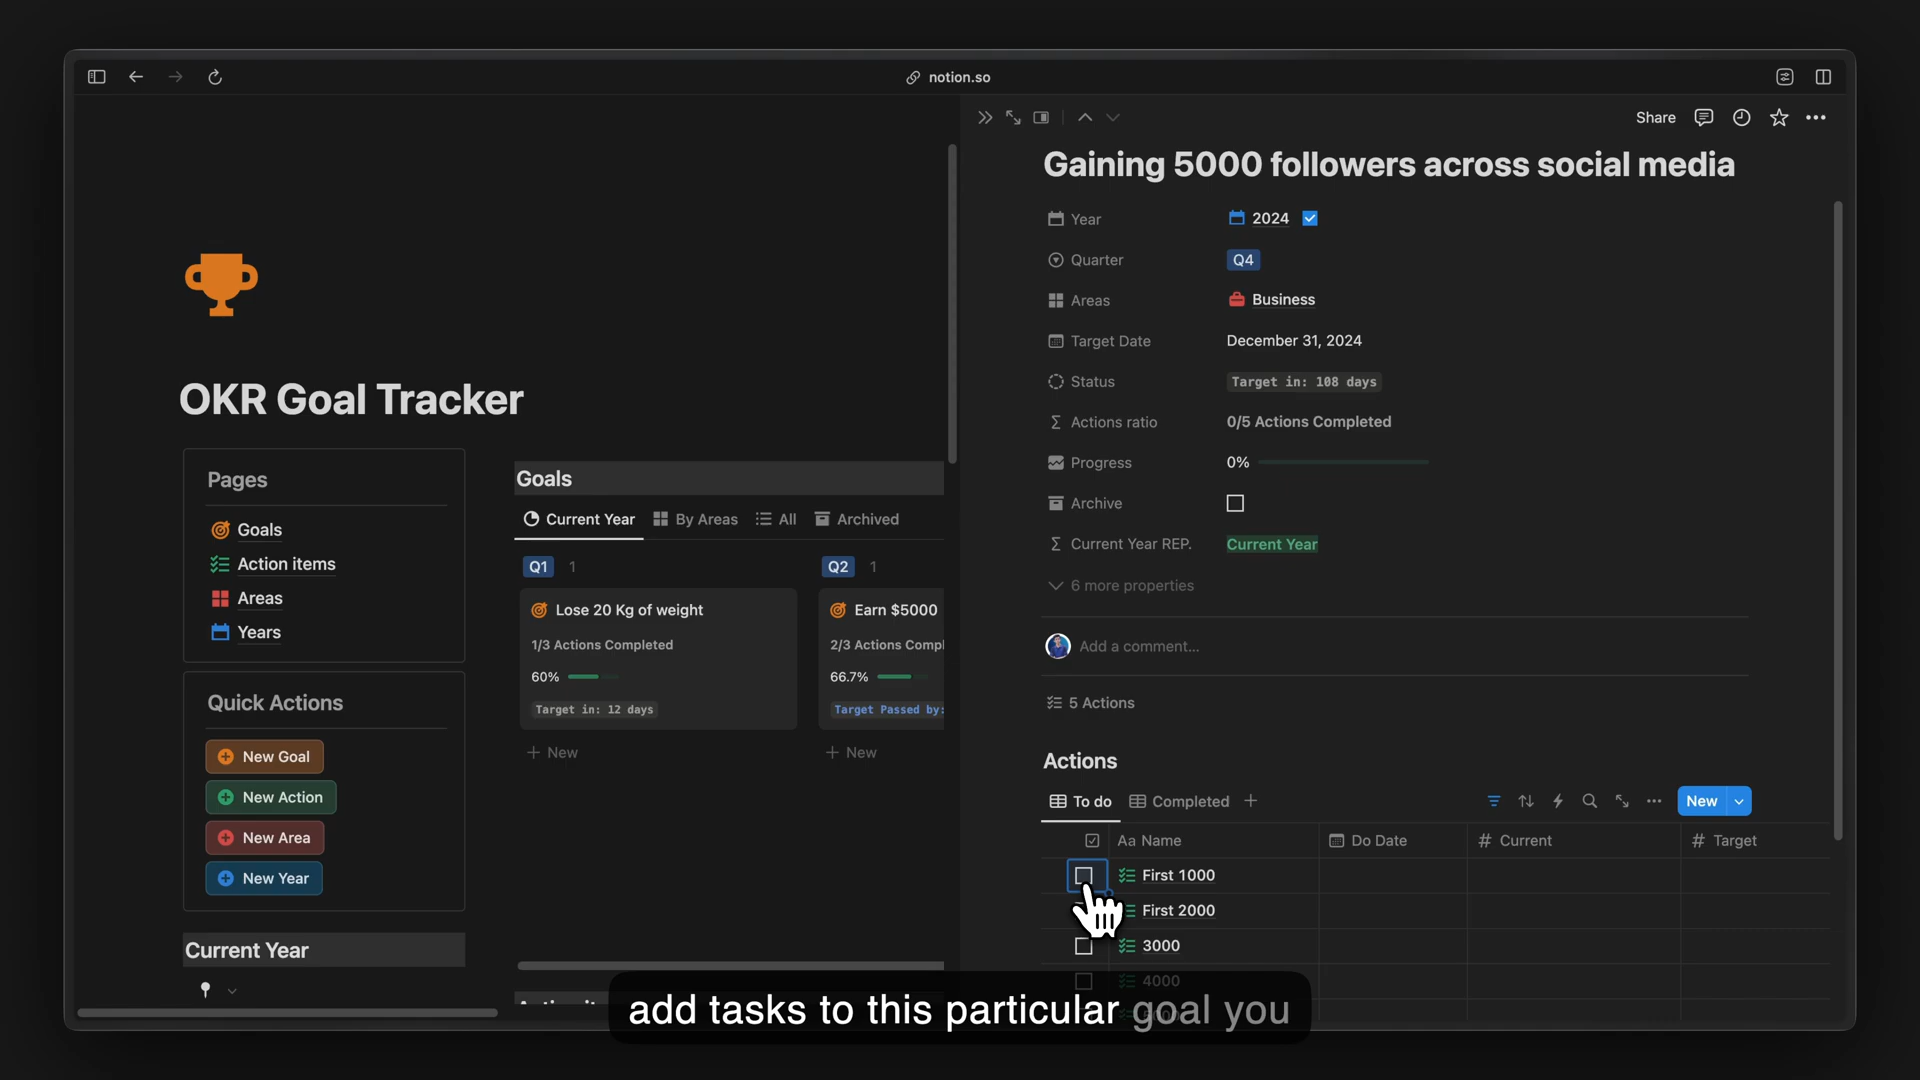 notion.so
Share
OKR Goal Tracker
Pages
Goals
Action items
Areas
Years
Quick Actions
New Goal
New Action
New Area
New Year
Current Year
Goals
Current Year
By Areas
All
Archived
Q1 1
Lose 20 Kg of weight
1/3 Actions Completed
60%
Target in: 12 days
New
Q2 1
Earn $5000
2/3 Actions Compl
66.7%
Target Passed by:
New
Gaining 5000 followers across social media
Year 2024
Quarter Q4
Areas Business
Target Date December 31, 2024
Status Target in: 108 days
Actions ratio 0/5 Actions Completed
Progress 0%
Archive
Current Year REP. Current Year
6 more properties
Add a comment...
5 Actions
Actions
To do
Completed
New
Aa Name
Do Date
# Current
# Target
First 1000
First 2000
3000
4000
add tasks to this particular goal you